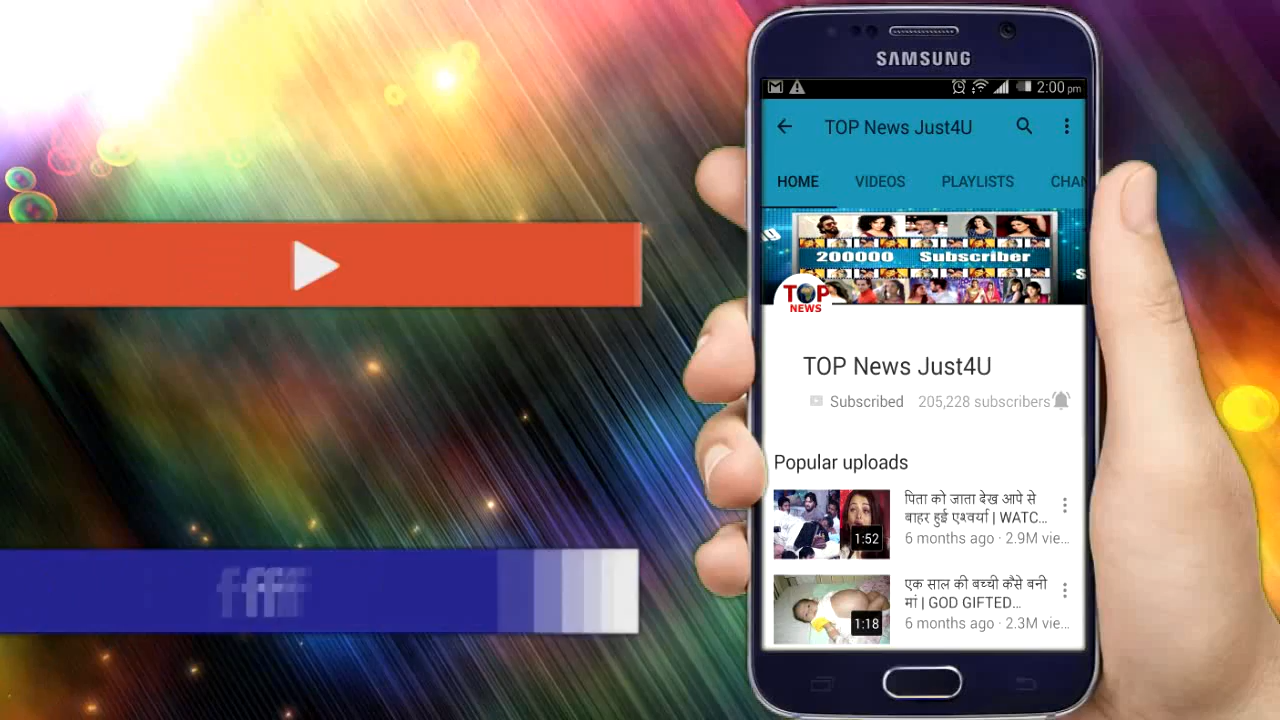 SAMSUNG
2:00 pm
TOP News Just4U
HOME VIDEOS PLAYLISTS CHAN
200000 Subscriber
TOP
NEWS
TOP News Just4U
Subscribed 205,228 subscribers
Popular uploads
पिता को जाता देख आपे से
बाहर हुई एश्वर्या | WATC...
1:52
6 months ago · 2.9M vie...
एक साल की बच्ची कैसे बनी
मां | GOD GIFTED...
1:18
6 months ago · 2.3M vie...